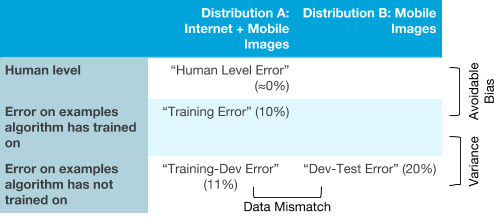 Distribution A:
Internet + Mobile
Images
Distribution B: Mobile
Images
Human level
“Human Level Error”
(≈0%)
Error on examples
algorithm has trained
on
“Training Error” (10%)
Error on examples
algorithm has not
trained on
“Training-Dev Error”
(11%)
“Dev-Test Error” (20%)
Avoidable
Bias
Variance
Data Mismatch